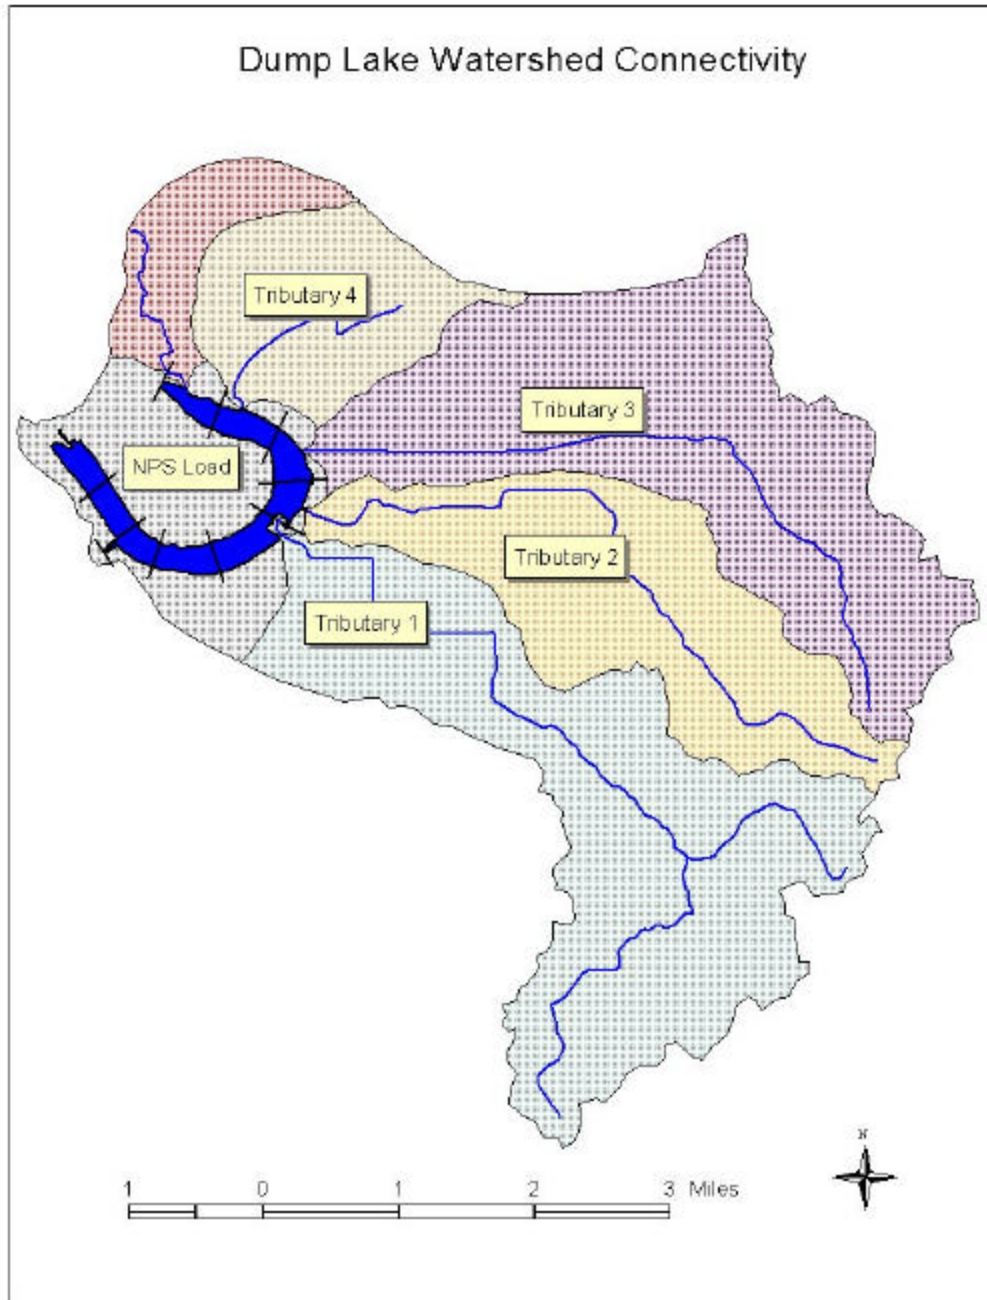 Dump Lake Watershed Connectivity
Tributary 4
Tributary 3
NPS Load
Tributary 2
Tributary 1
N
1 0 1 2 3 Miles